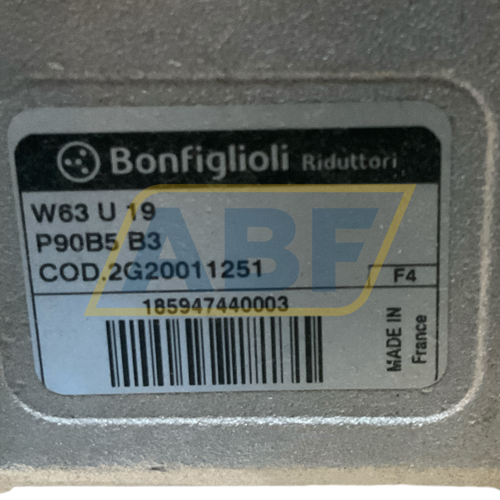 Bonfiglioli Riduttori
W63 U 19
P90B5 B3
COD.2G20011251
F4
185947440003
MADE IN
France
ABF